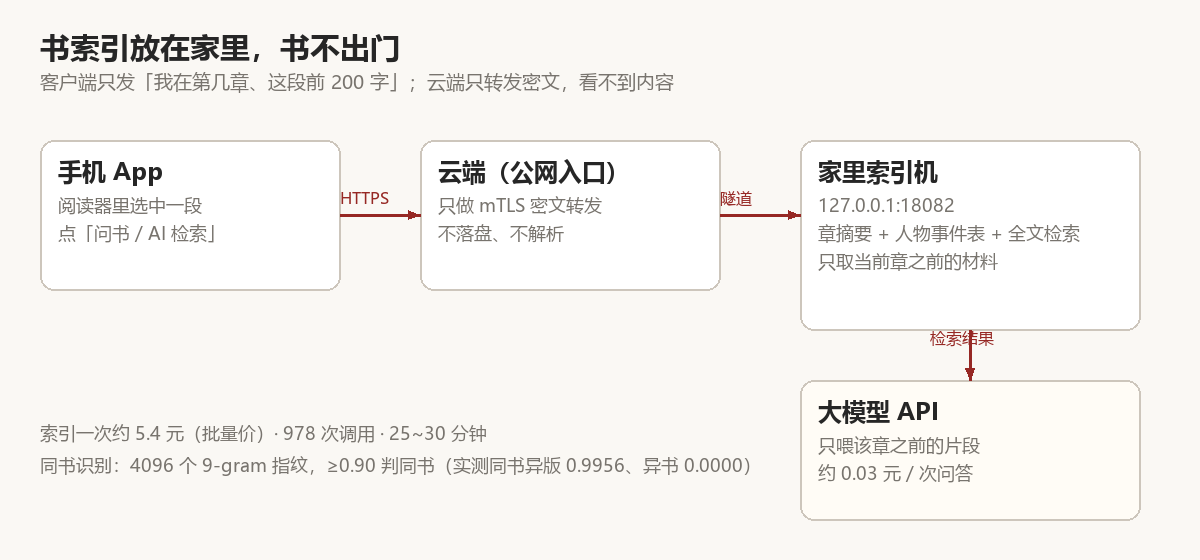 书索引放在家里，书不出门
客户端只发「我在第几章、这段前 200 字」；云端只转发密文，看不到内容
手机 App
阅读器里选中一段
点「问书 / AI 检索」
HTTPS
云端（公网入口）
只做 mTLS 密文转发
不落盘、不解析
隧道
家里索引机
127.0.0.1:18082
章摘要 + 人物事件表 + 全文检索
只取当前章之前的材料
检索结果
大模型 API
只喂该章之前的片段
约 0.03 元 / 次问答
索引一次约 5.4 元（批量价）· 978 次调用 · 25~30 分钟
同书识别：4096 个 9-gram 指纹，≥0.90 判同书（实测同书异版 0.9956、异书 0.0000）